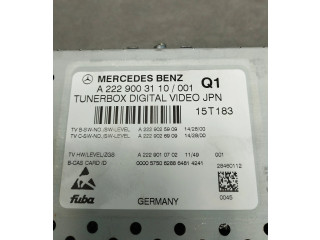 MERCEDES BENZ
A 222 900 31 10 / 001 Q1
TUNERBOX DIGITAL VIDEO JPN
15T183
TV B-SW-NO./SW-LEVEL A 222 902 59 09 14/26/00
TV C-SW-NO./SW-LEVEL A 222 902 69 09 14/39/00
TV HW/LEVEL/ZGS A 222 901 07 02 11/49 001
B-CAS CARD ID 0000 5750 6288 6481 4241 28460112
0045
fuba
GERMANY